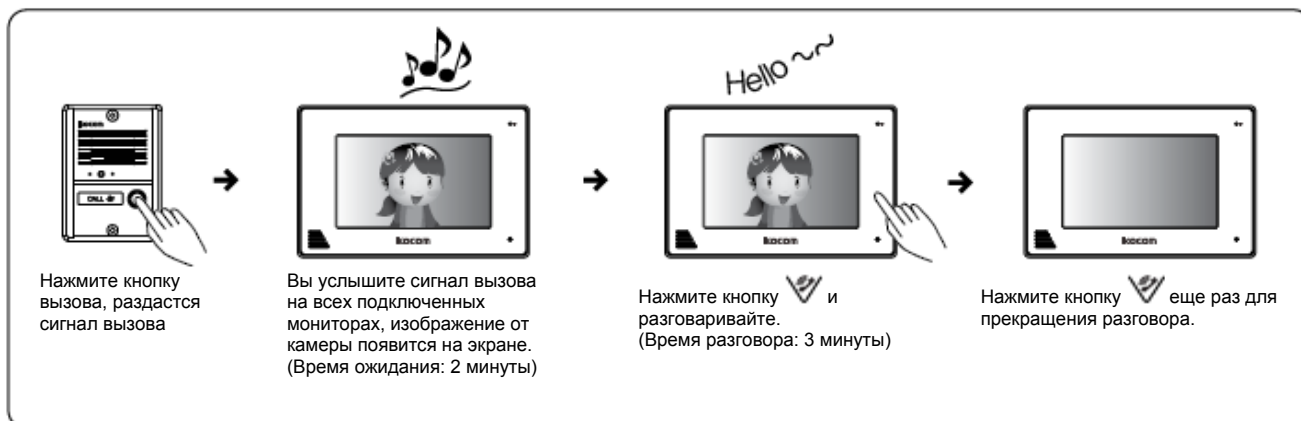 Hello ~~
kocom
CALL
kocom
kocom
kocom
Нажмите кнопку
вызова, раздастся
сигнал вызова
Вы услышите сигнал вызова
на всех подключенных
мониторах, изображение от
камеры появится на экране.
(Время ожидания: 2 минуты)
Нажмите кнопку и
разговаривайте.
(Время разговора: 3 минуты)
Нажмите кнопку еще раз для
прекращения разговора.